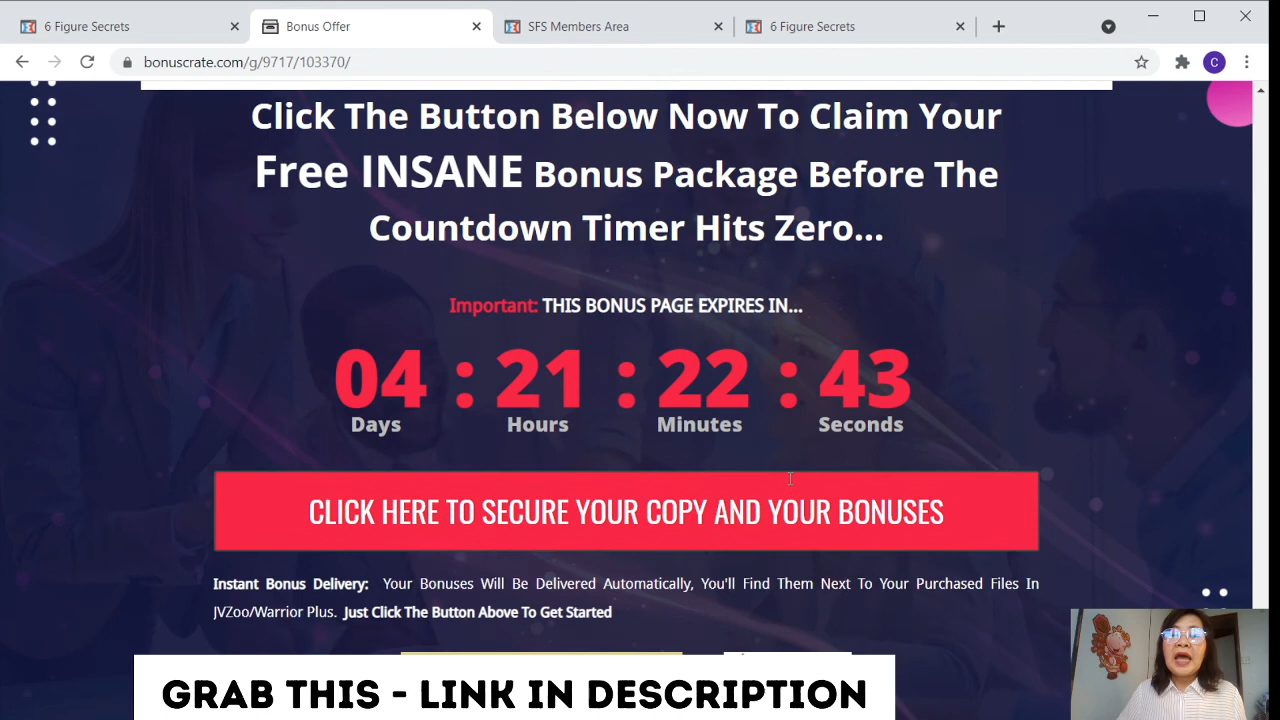 6 Figure Secrets
Bonus Offer
SFS Members Area
6 Figure Secrets
bonuscrate.com/g/9717/103370/
C
Click The Button Below Now To Claim Your
Free INSANE Bonus Package Before The
Countdown Timer Hits Zero...
Important: THIS BONUS PAGE EXPIRES IN...
04 : 21 : 22 : 43
Days Hours Minutes Seconds
CLICK HERE TO SECURE YOUR COPY AND YOUR BONUSES
Instant Bonus Delivery: Your Bonuses Will Be Delivered Automatically, You'll Find Them Next To Your Purchased Files In
JVZoo/Warrior Plus. Just Click The Button Above To Get Started
GRAB THIS - LINK IN DESCRIPTION